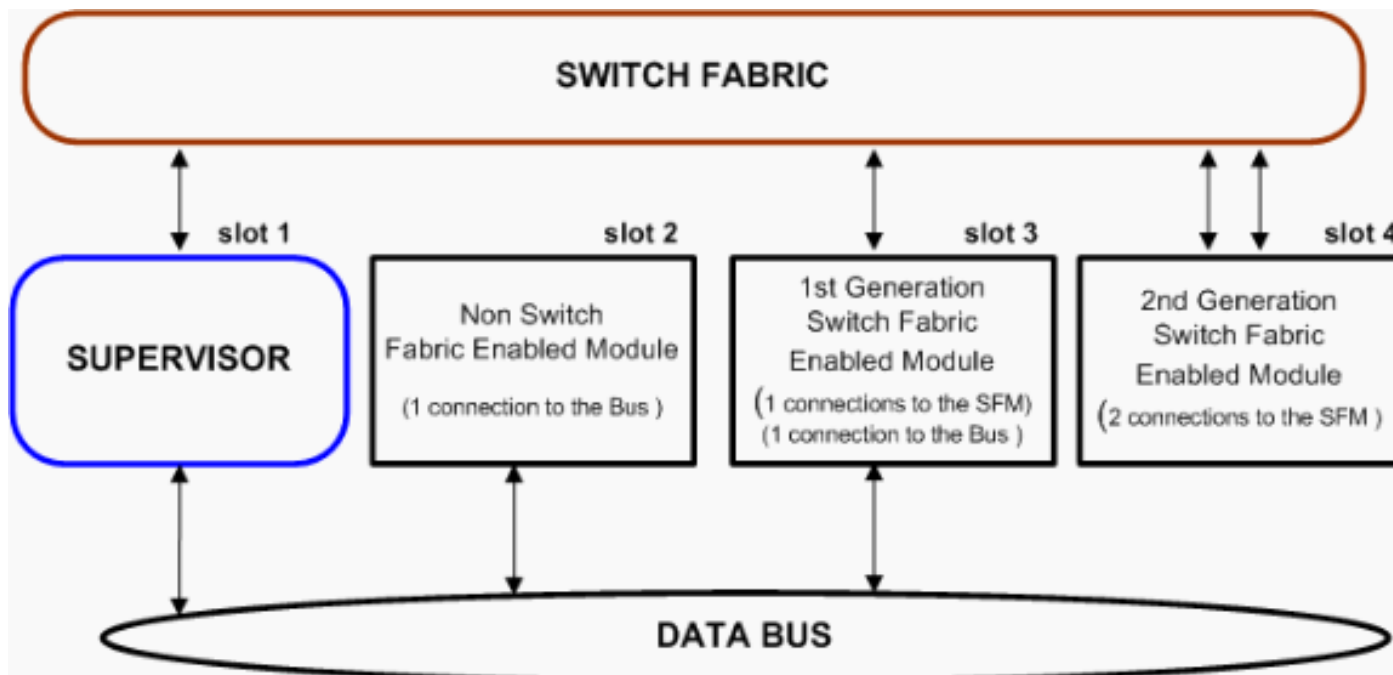 SWITCH FABRIC
slot 1
slot 2
slot 3
slot 4
SUPERVISOR
Non Switch
Fabric Enabled Module
(1 connection to the Bus )
1st Generation
Switch Fabric
Enabled Module
(1 connections to the SFM)
(1 connection to the Bus )
2nd Generation
Switch Fabric
Enabled Module
(2 connections to the SFM )
DATA BUS